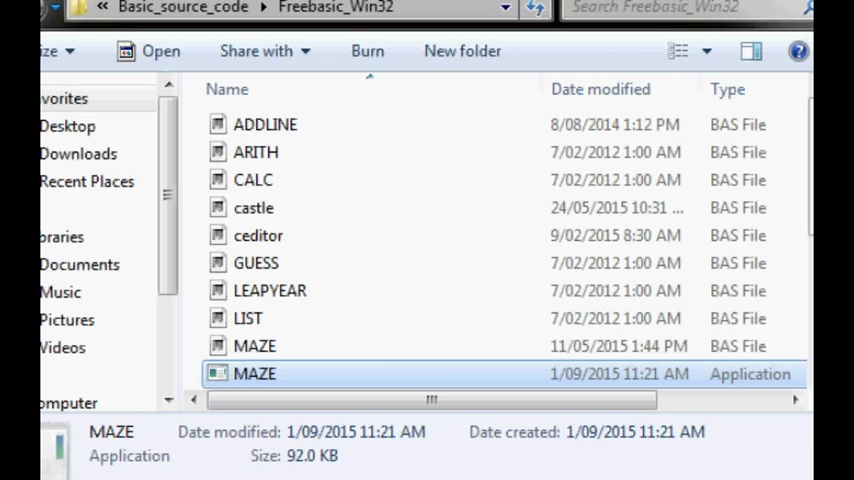 « Basic_source_code Freebasic_Win32 Search Freebasic_Win32
ize Open Share with Burn New folder
Name Date modified Type
avorites
Desktop
Downloads
Recent Places
ibraries
Documents
Music
Pictures
Videos
omputer
ADDLINE 8/08/2014 1:12 PM BAS File
ARITH 7/02/2012 1:00 AM BAS File
CALC 7/02/2012 1:00 AM BAS File
castle 24/05/2015 10:31 ... BAS File
ceditor 9/02/2015 8:30 AM BAS File
GUESS 7/02/2012 1:00 AM BAS File
LEAPYEAR 7/02/2012 1:00 AM BAS File
LIST 7/02/2012 1:00 AM BAS File
MAZE 11/05/2015 1:44 PM BAS File
MAZE 1/09/2015 11:21 AM Application
MAZE Date modified: 1/09/2015 11:21 AM Date created: 1/09/2015 11:21 AM
Application Size: 92.0 KB